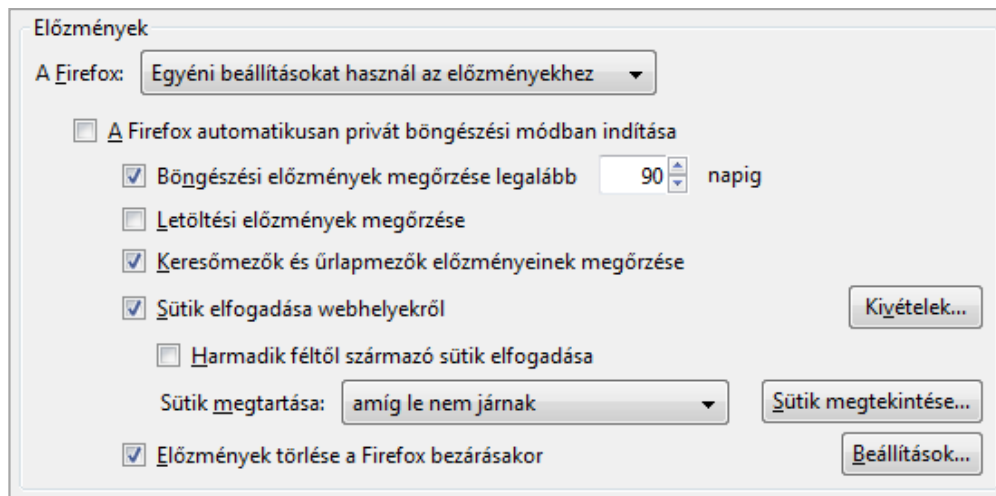 Előzmények
A Firefox: Egyéni beállításokat használ az előzményekhez
A Firefox automatikusan privát böngészési módban indítása
Böngészési előzmények megőrzése legalább 90 napig
Letöltési előzmények megőrzése
Keresőmezők és űrlapmezők előzményeinek megőrzése
Sütik elfogadása webhelyekről Kivételek...
Harmadik féltől származó sütik elfogadása
Sütik megtartása: amíg le nem járnak Sütik megtekintése...
Előzmények törlése a Firefox bezárásakor Beállítások...